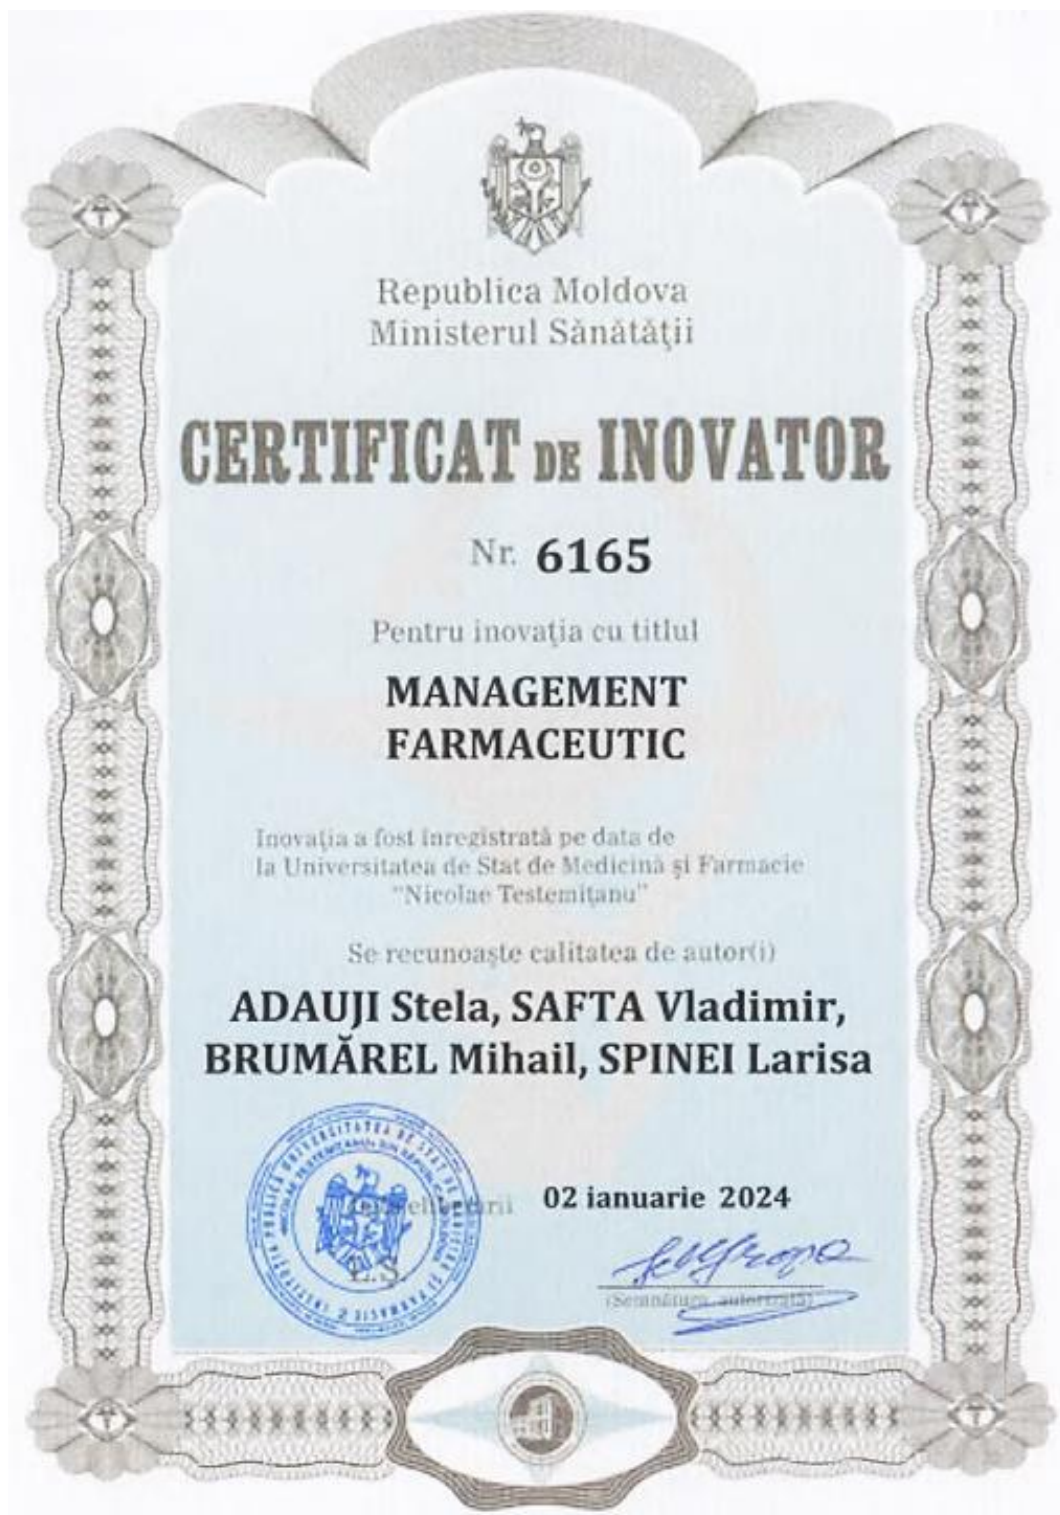 Republica Moldova
Ministerul Sănătăţii
CERTIFICAT DE INOVATOR
Nr. 6165
Pentru inovaţia cu titlul
MANAGEMENT
FARMACEUTIC
Inovaţia a fost înregistrată pe data de
la Universitatea de Stat de Medicină şi Farmacie
"Nicolae Testemiţanu"
Se recunoaşte calitatea de autor(i)
ADAUJI Stela, SAFTA Vladimir,
BRUMĂREL Mihail, SPINEI Larisa
02 ianuarie 2024
L.S.
(Semnătura autorizată)